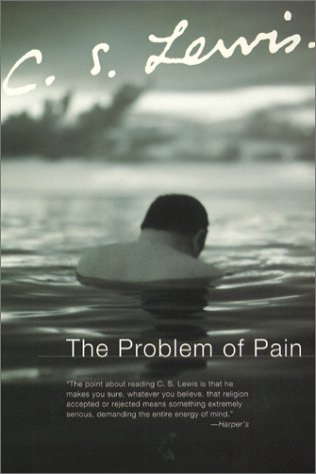 C. S. Lewis.
The Problem of Pain
"The point about reading C. S. Lewis is that he
makes you sure, whatever you believe, that religion
accepted or rejected means something extremely
serious, demanding the entire energy of mind."
—Harper's